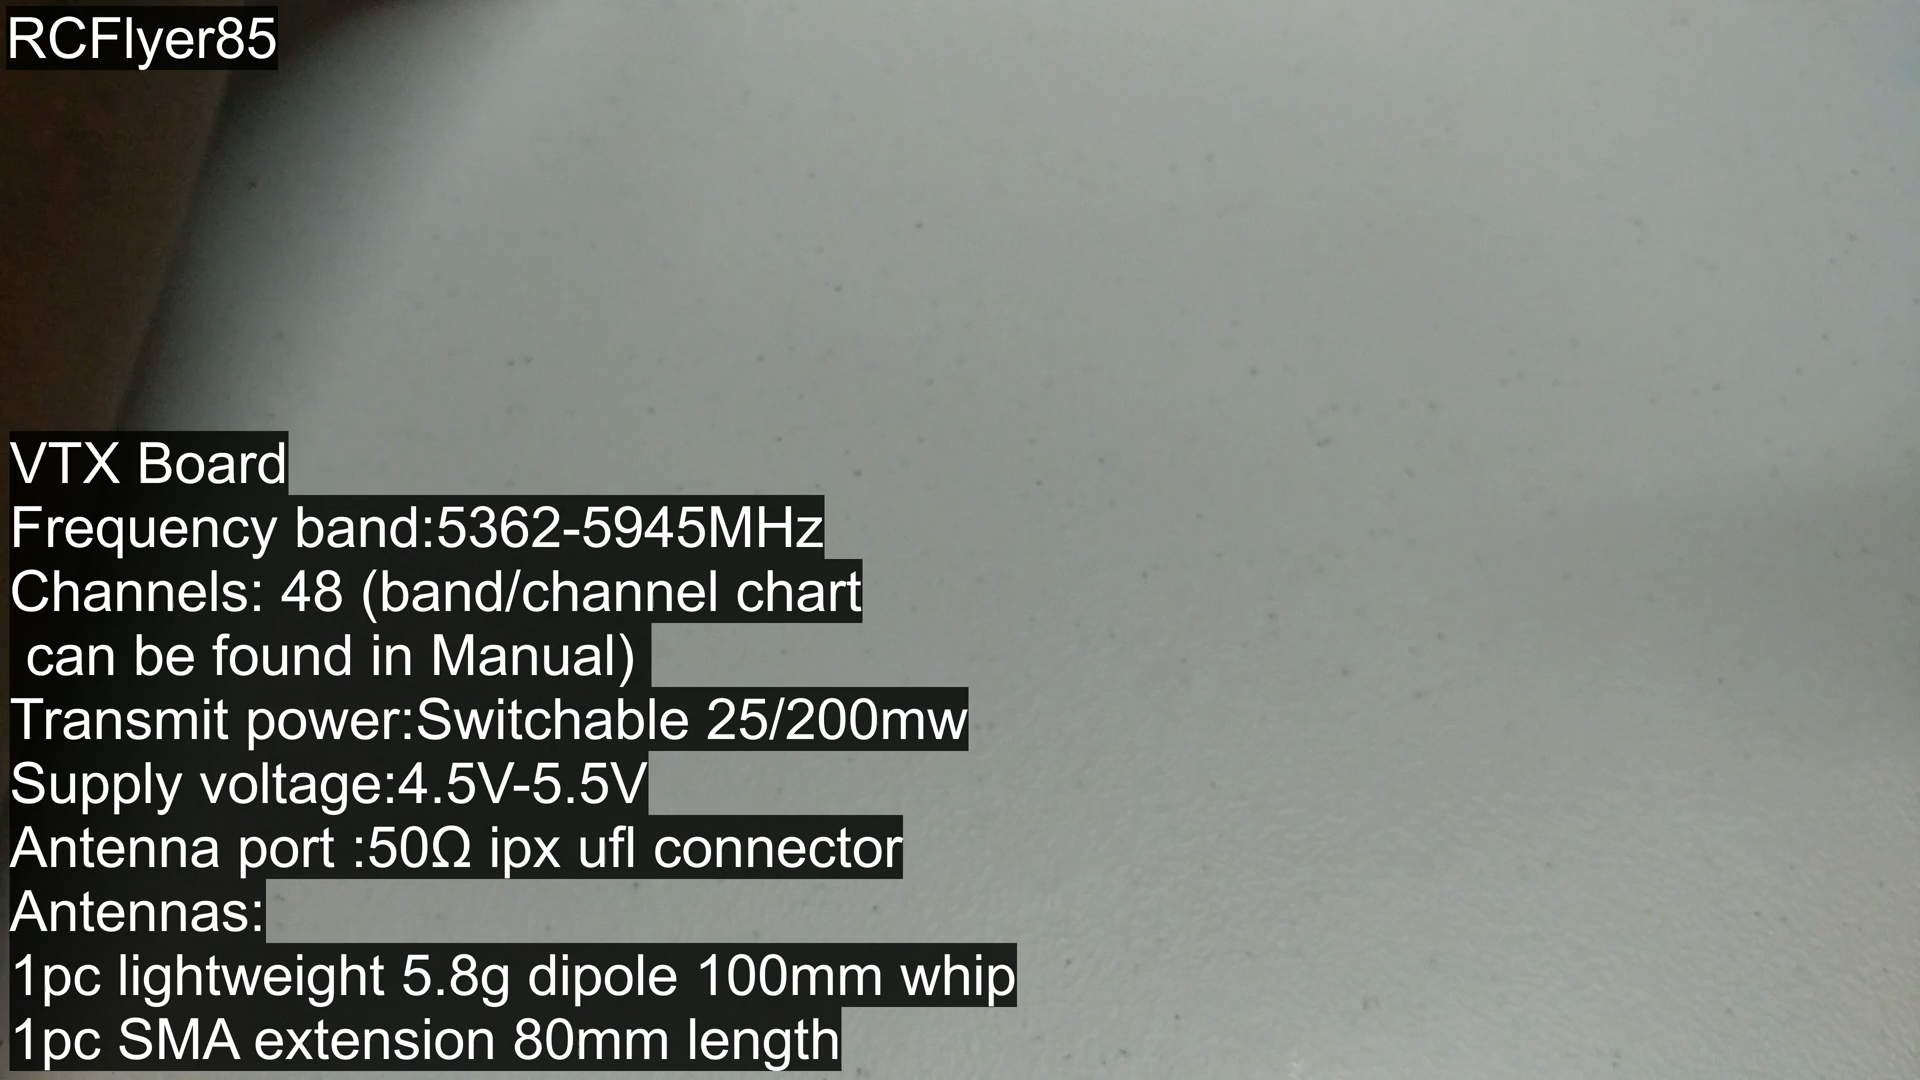 RCFlyer85
VTX Board
Frequency band:5362-5945MHz
Channels: 48 (band/channel chart
can be found in Manual)
Transmit power:Switchable 25/200mw
Supply voltage:4.5V-5.5V
Antenna port :50Ω ipx ufl connector
Antennas:
1pc lightweight 5.8g dipole 100mm whip
1pc SMA extension 80mm length